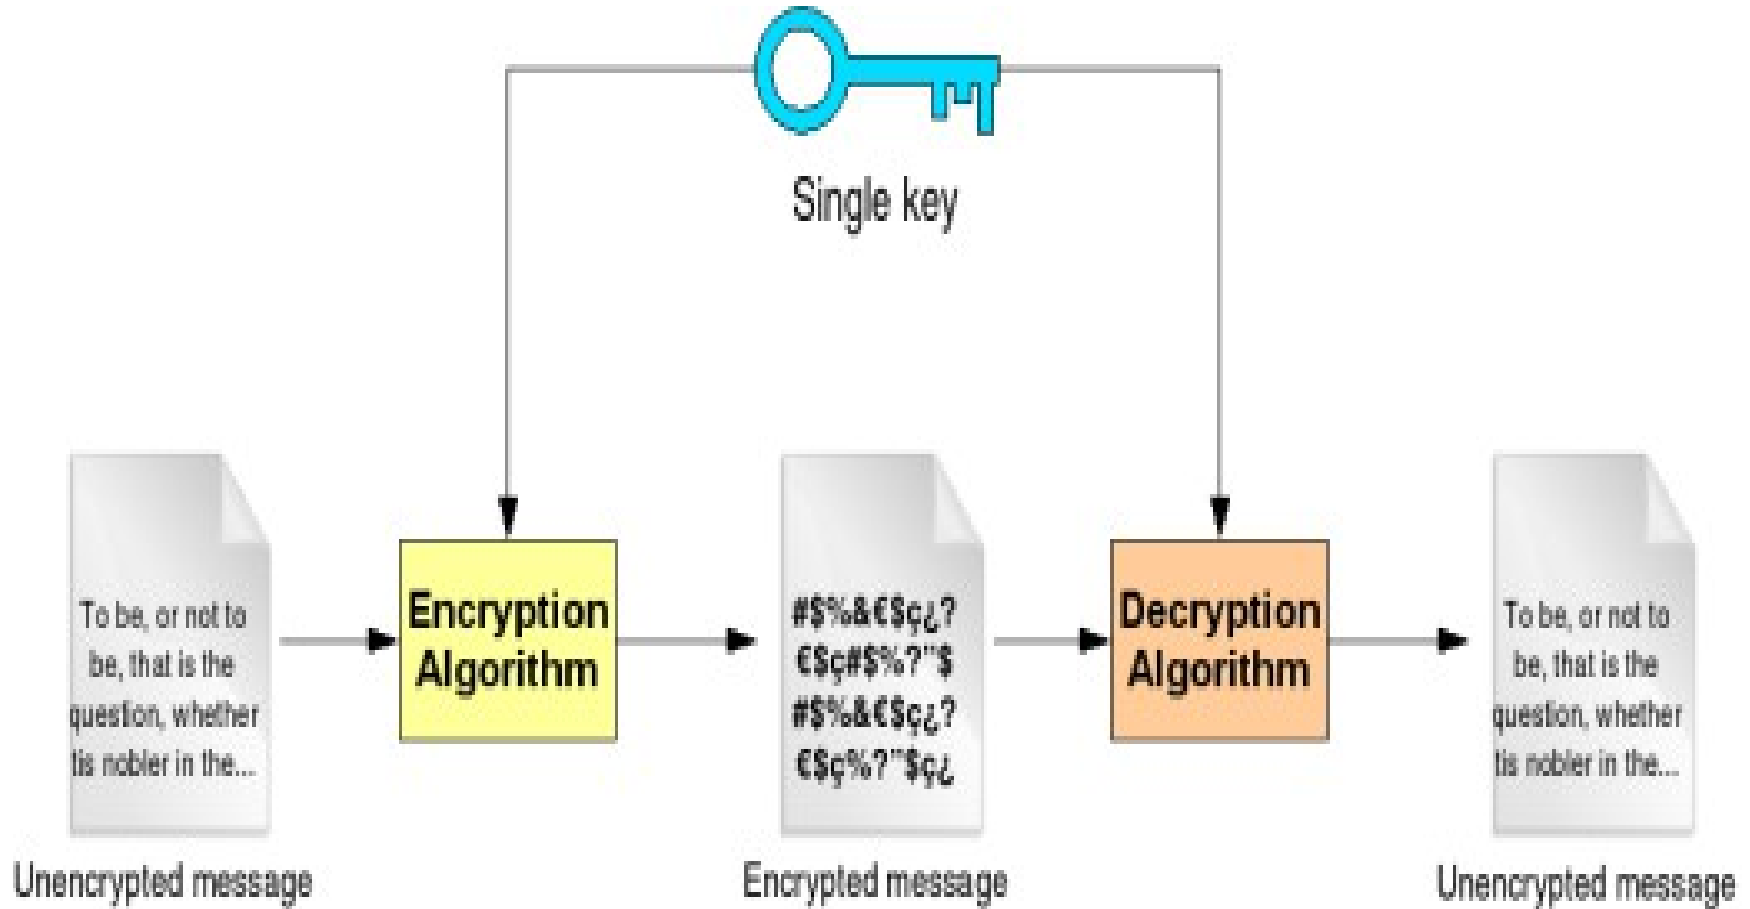 Single key
To be, or not to
be, that is the
question, whether
tis nobler in the...
Unencrypted message
Encryption
Algorithm
#$%&€$ç¿?
€$ç#$%?"$
#$%&€$ç¿?
€$ç%?"$ç¿
Encrypted message
Decryption
Algorithm
To be, or not to
be, that is the
question, whether
tis nobler in the...
Unencrypted message